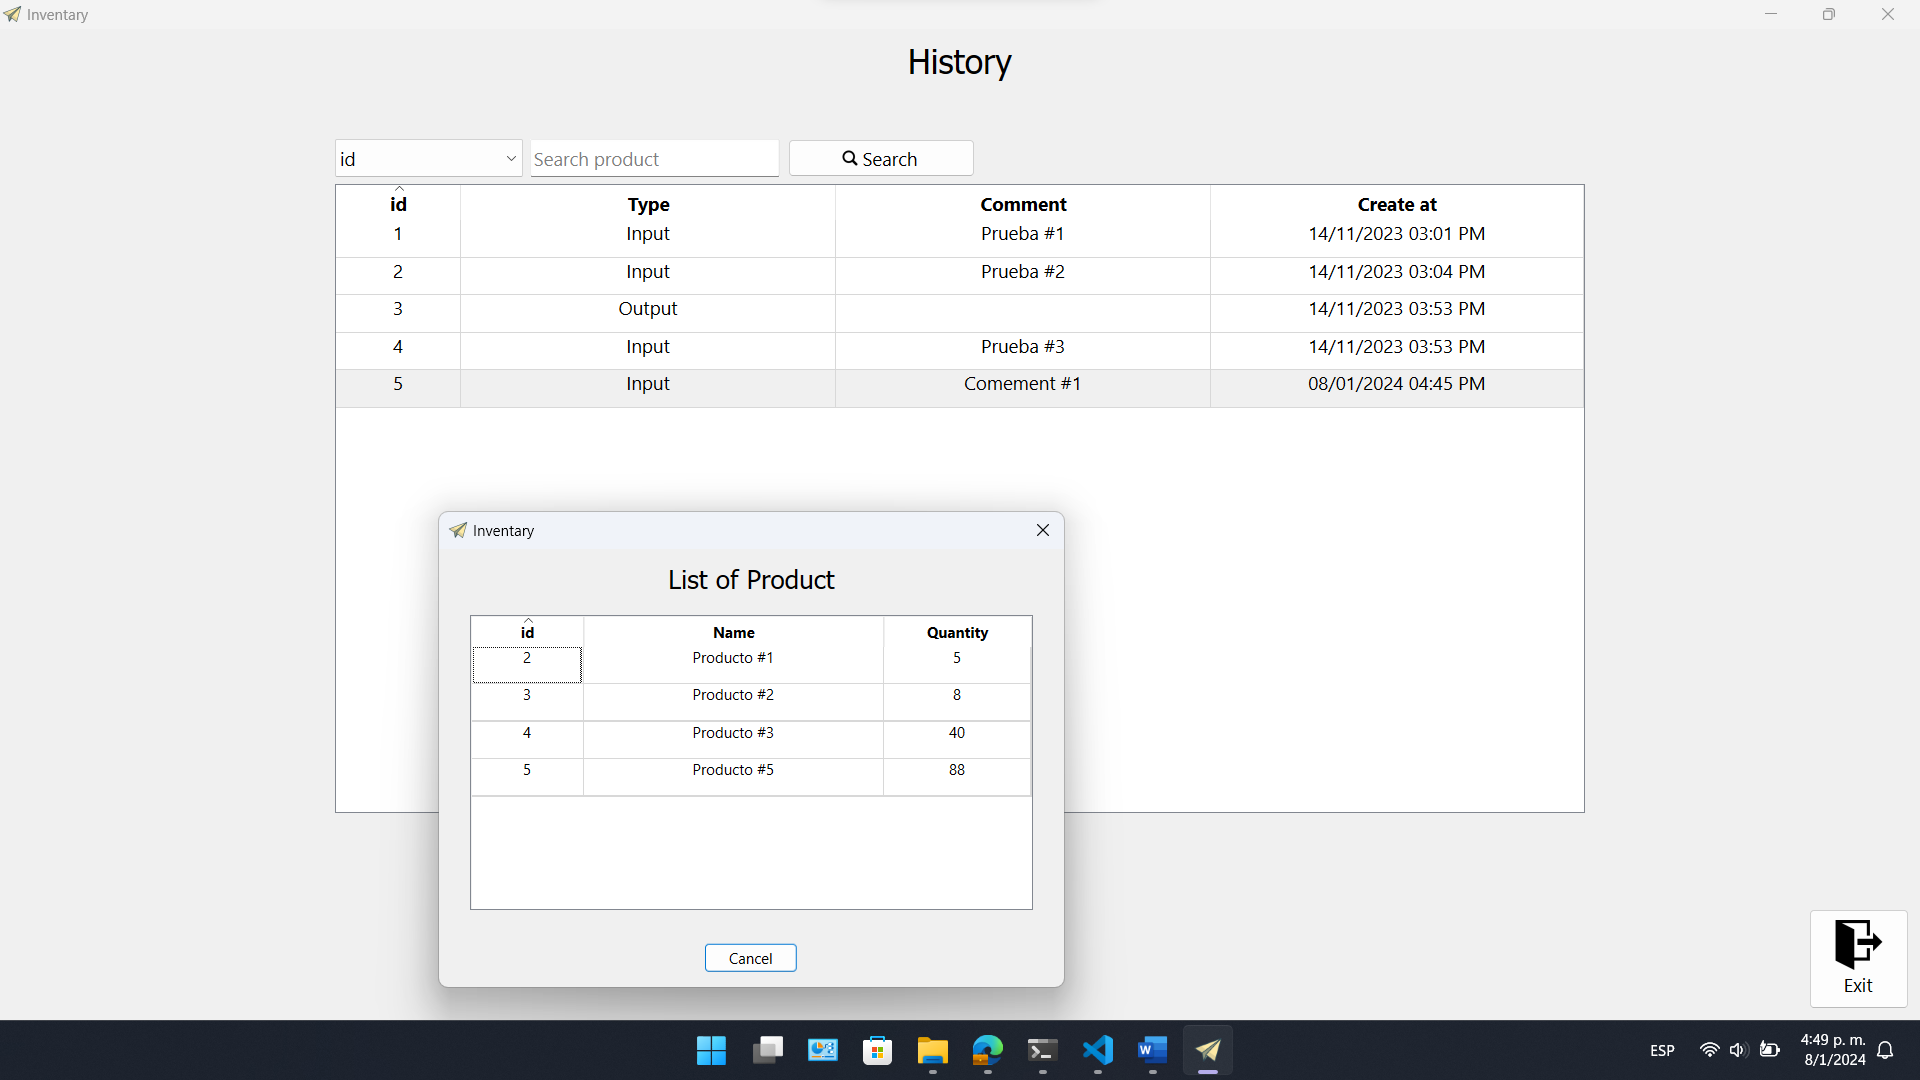 Inventory
History
id Search product Search
id Type Comment Create at
1 Input Prueba #1 14/11/2023 03:01 PM
2 Input Prueba #2 14/11/2023 03:04 PM
3 Output 14/11/2023 03:53 PM
4 Input Prueba #3 14/11/2023 03:53 PM
5 Input Comement #1 08/01/2024 04:45 PM
Inventory
List of Product
id Name Quantity
2 Producto #1 5
3 Producto #2 8
4 Producto #3 40
5 Producto #5 88
Cancel
Exit
W
ESP
4:49 p. m.
8/1/2024